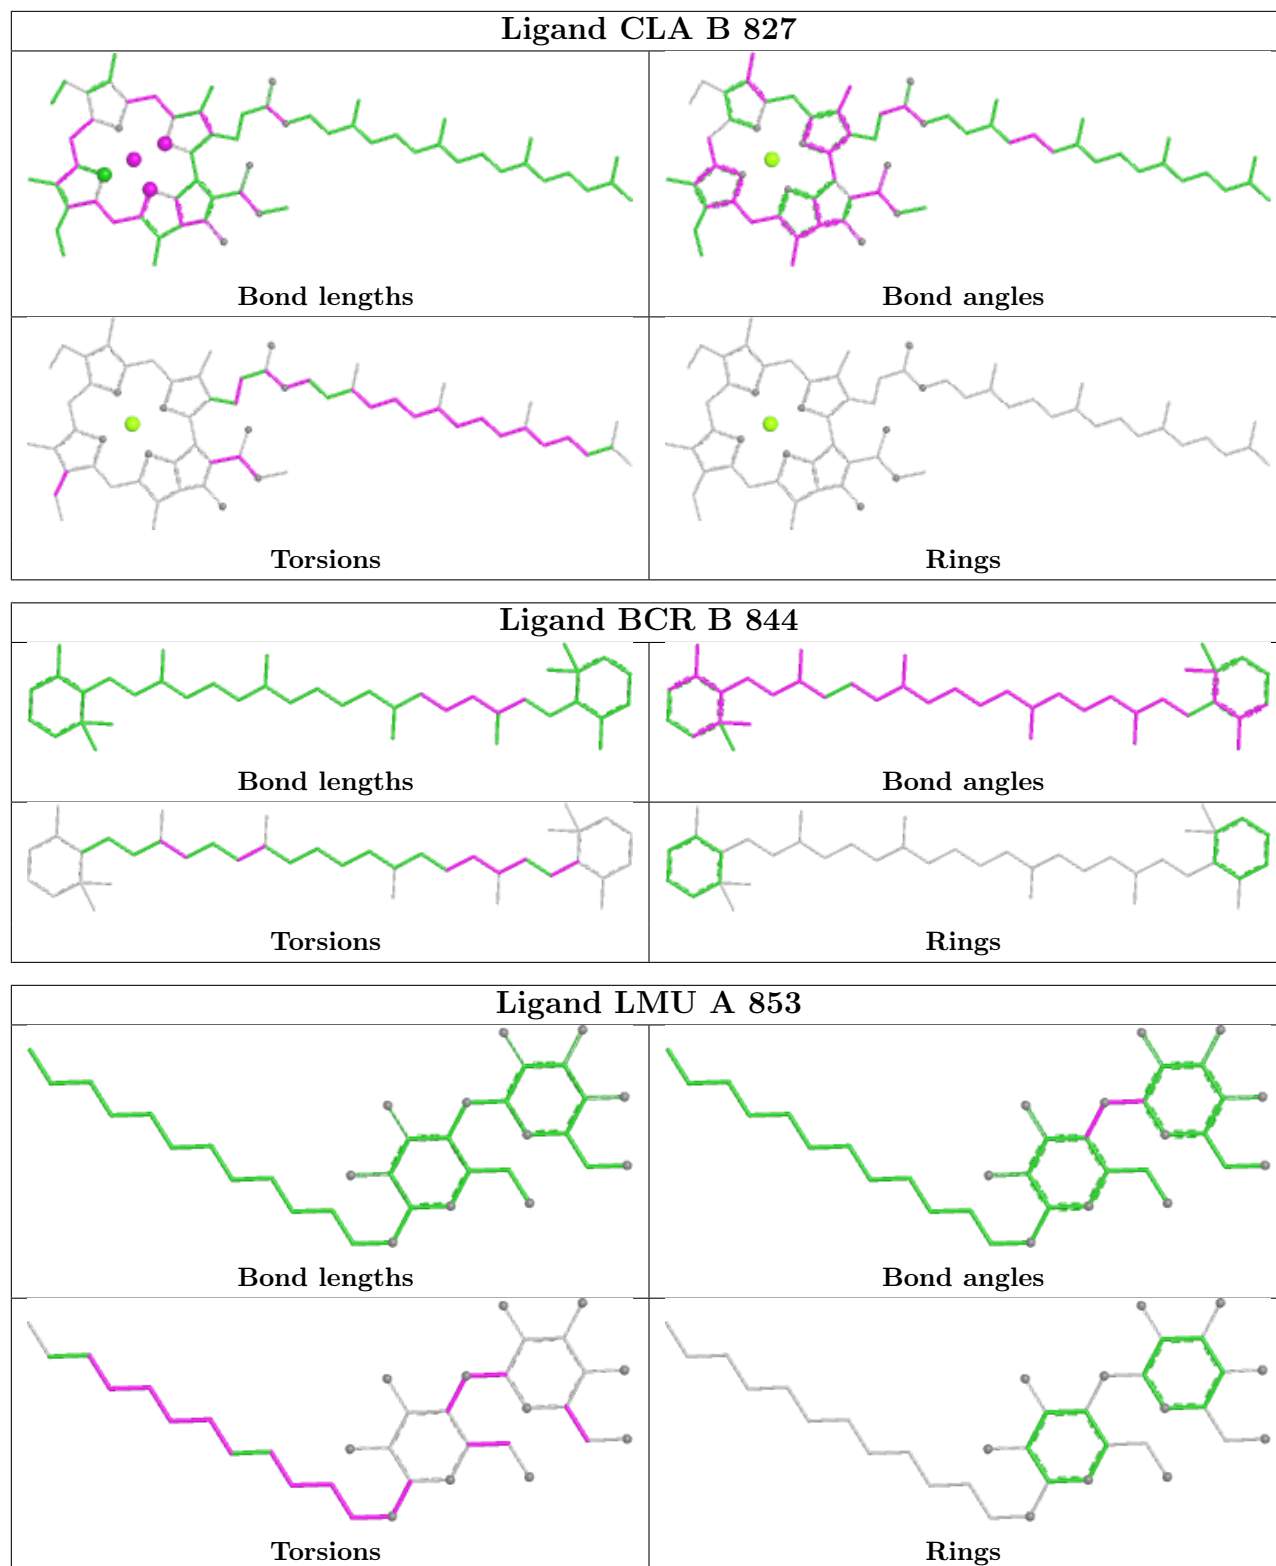 Ligand CLA B 827
Bond lengths
Bond angles
Torsions
Rings
Ligand BCR B 844
Bond lengths
Bond angles
Torsions
Rings
Ligand LMU A 853
Bond lengths
Bond angles
Torsions
Rings